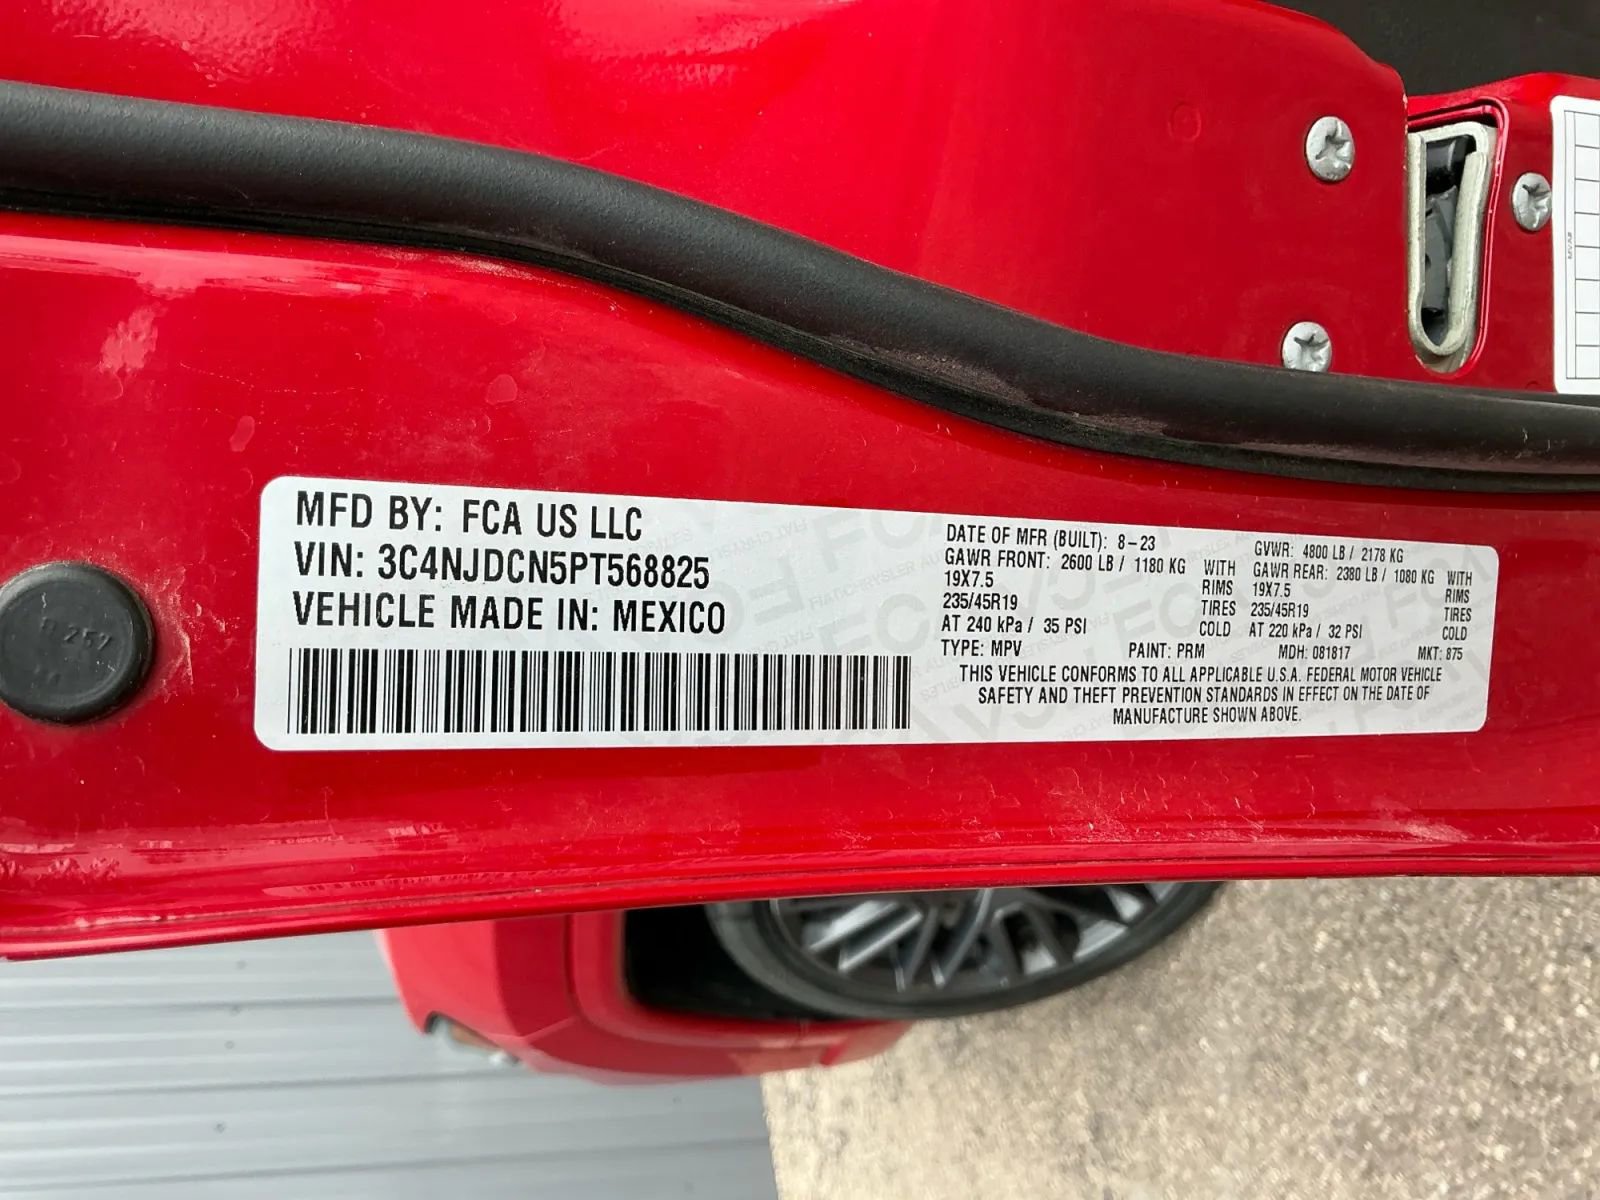 MFD BY: FCA US LLC
VIN: 3C4NJDCN5PT568825
VEHICLE MADE IN: MEXICO
DATE OF MFR (BUILT): 8-23 GVWR: 4800 LB / 2178 KG
GAWR FRONT: 2600 LB / 1180 KG WITH GAWR REAR: 2380 LB / 1080 KG WITH
19X7.5 RIMS 19X7.5 RIMS
235/45R19 TIRES 235/45R19 TIRES
AT 240 kPa / 35 PSI COLD AT 220 kPa / 32 PSI COLD
TYPE: MPV PAINT: PRM MDH: 081817 MKT: 875
THIS VEHICLE CONFORMS TO ALL APPLICABLE U.S.A. FEDERAL MOTOR VEHICLE
SAFETY AND THEFT PREVENTION STANDARDS IN EFFECT ON THE DATE OF
MANUFACTURE SHOWN ABOVE.